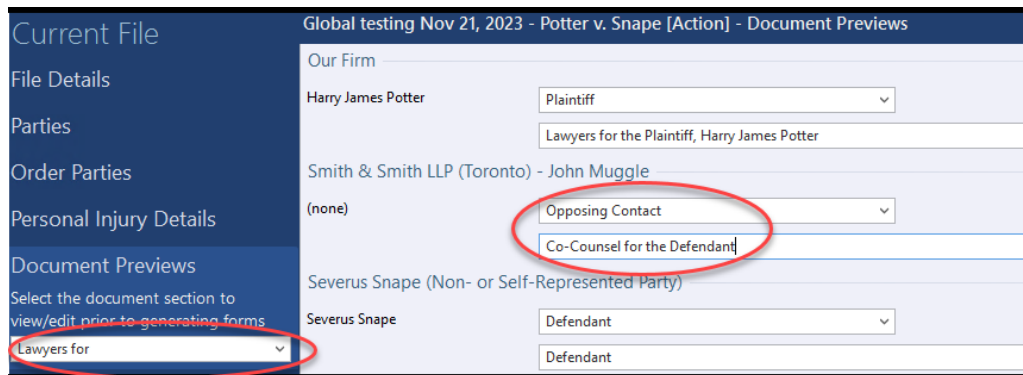 Current File
File Details
Parties
Order Parties
Personal Injury Details
Document Previews
Select the document section to
view/edit prior to generating forms
Lawyers for
Global testing Nov 21, 2023 - Potter v. Snape [Action] - Document Previews
Our Firm
Harry James Potter
Plaintiff
Lawyers for the Plaintiff, Harry James Potter
Smith & Smith LLP (Toronto) - John Muggle
(none)
Opposing Contact
Co-Counsel for the Defendant
Severus Snape (Non- or Self-Represented Party)
Severus Snape
Defendant
Defendant